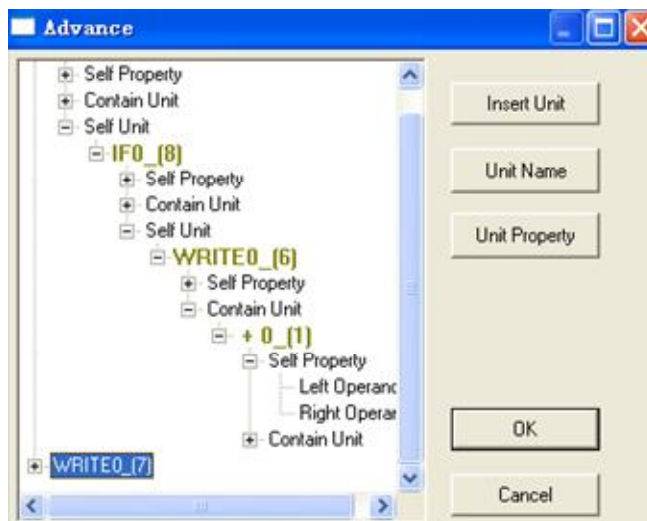 Advance
Self Property
Contain Unit
Self Unit
IF0_(8)
Self Property
Contain Unit
Self Unit
WRITE0_(6)
Self Property
Contain Unit
+ 0_(1)
Self Property
Left Operanc
Right Operar
Contain Unit
WRITE0_(7)
Insert Unit
Unit Name
Unit Property
OK
Cancel